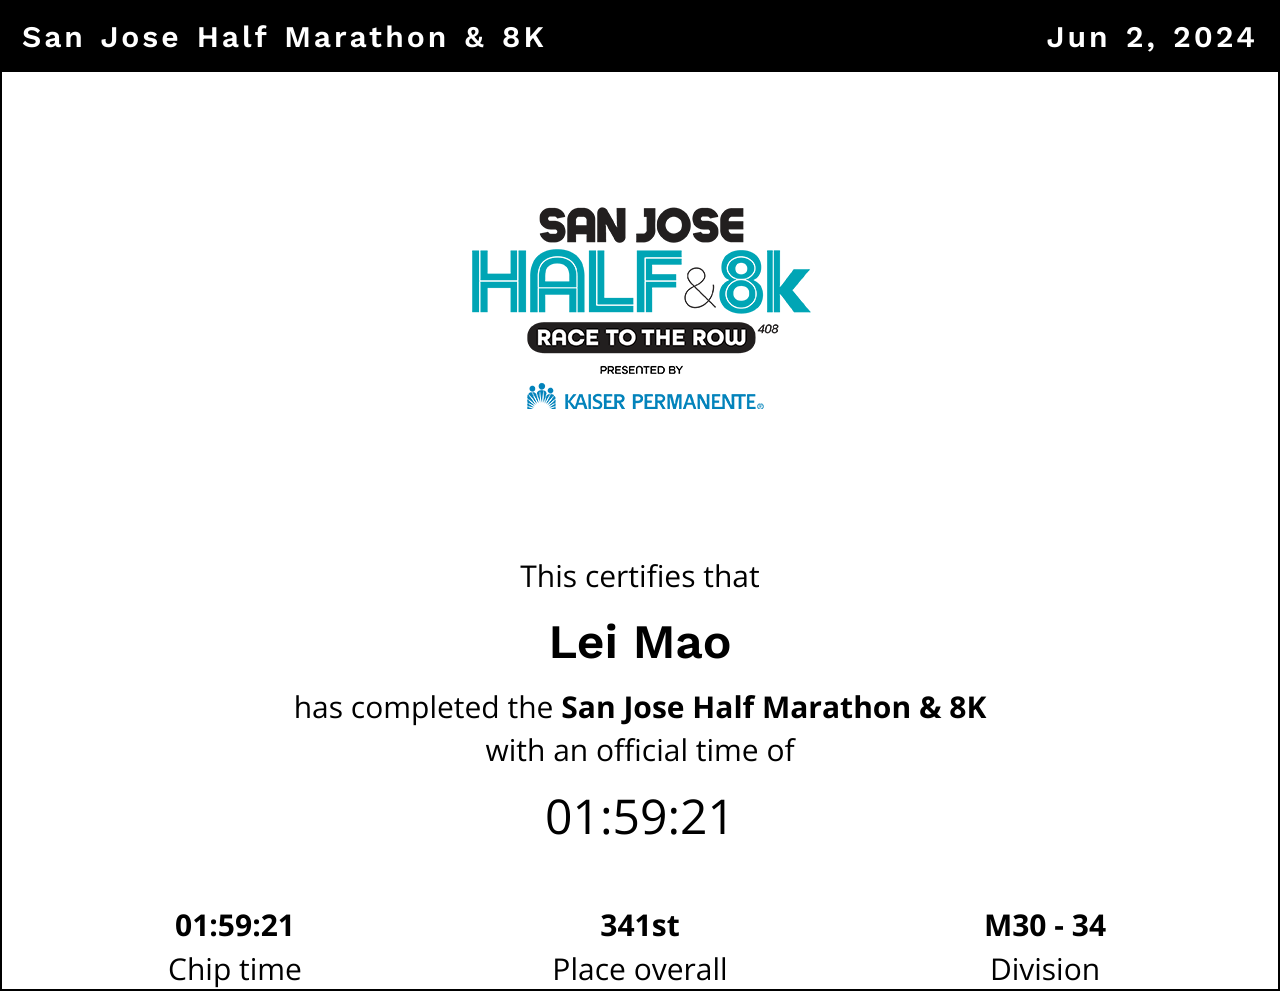 San Jose Half Marathon & 8K Jun 2, 2024
SAN JOSE
HALF & 8k
RACE TO THE ROW 408
PRESENTED BY
KAISER PERMANENTE®
This certifies that
Lei Mao
has completed the San Jose Half Marathon & 8K
with an official time of
01:59:21
01:59:21 341st M30 - 34
Chip time Place overall Division